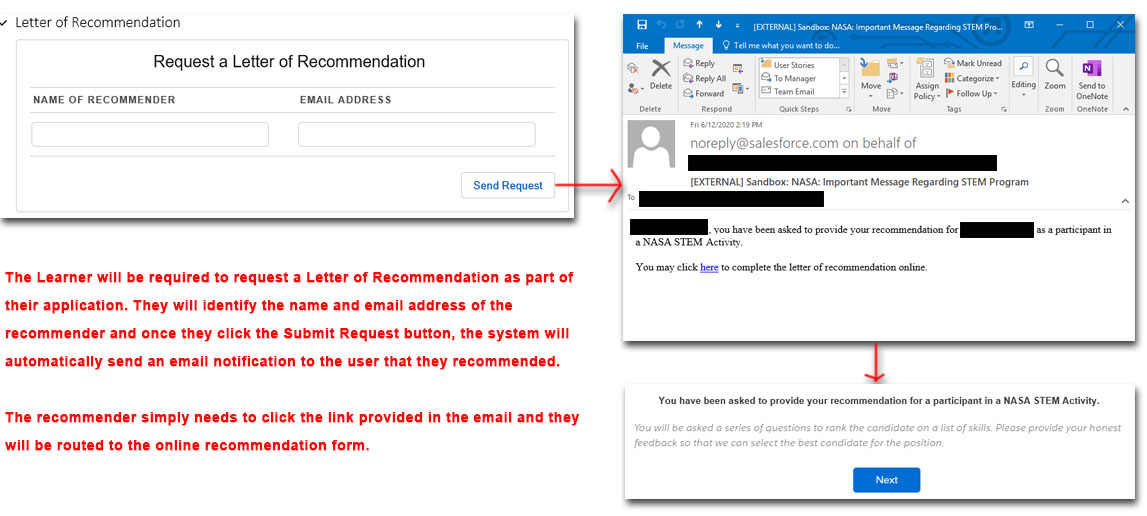 Letter of Recommendation
Request a Letter of Recommendation
NAME OF RECOMMENDER EMAIL ADDRESS
Send Request
The Learner will be required to request a Letter of Recommendation as part of
their application. They will identify the name and email address of the
recommender and once they click the Submit Request button, the system will
automatically send an email notification to the user that they recommended.
The recommender simply needs to click the link provided in the email and they
will be routed to the online recommendation form.
[EXTERNAL] Sandbox: NASA: Important Message Regarding STEM Pro...
File Message Tell me what you want to do...
Delete
Reply
Reply All
Forward
User Stories
To Manager
Team Email
Move
Assign
Policy
Mark Unread
Categorize
Follow Up
Editing
Zoom
Send to
OneNote
Delete Respond Quick Steps Move Tags Zoom OneNote
Fri 6/12/2020 2:19 PM
noreply@salesforce.com on behalf of
[EXTERNAL] Sandbox: NASA: Important Message Regarding STEM Program
To
, you have been asked to provide your recommendation for as a participant in
a NASA STEM Activity.
You may click here to complete the letter of recommendation online.
You have been asked to provide your recommendation for a participant in a NASA STEM Activity.
You will be asked a series of questions to rank the candidate on a list of skills. Please provide your honest
feedback so that we can select the best candidate for the position.
Next